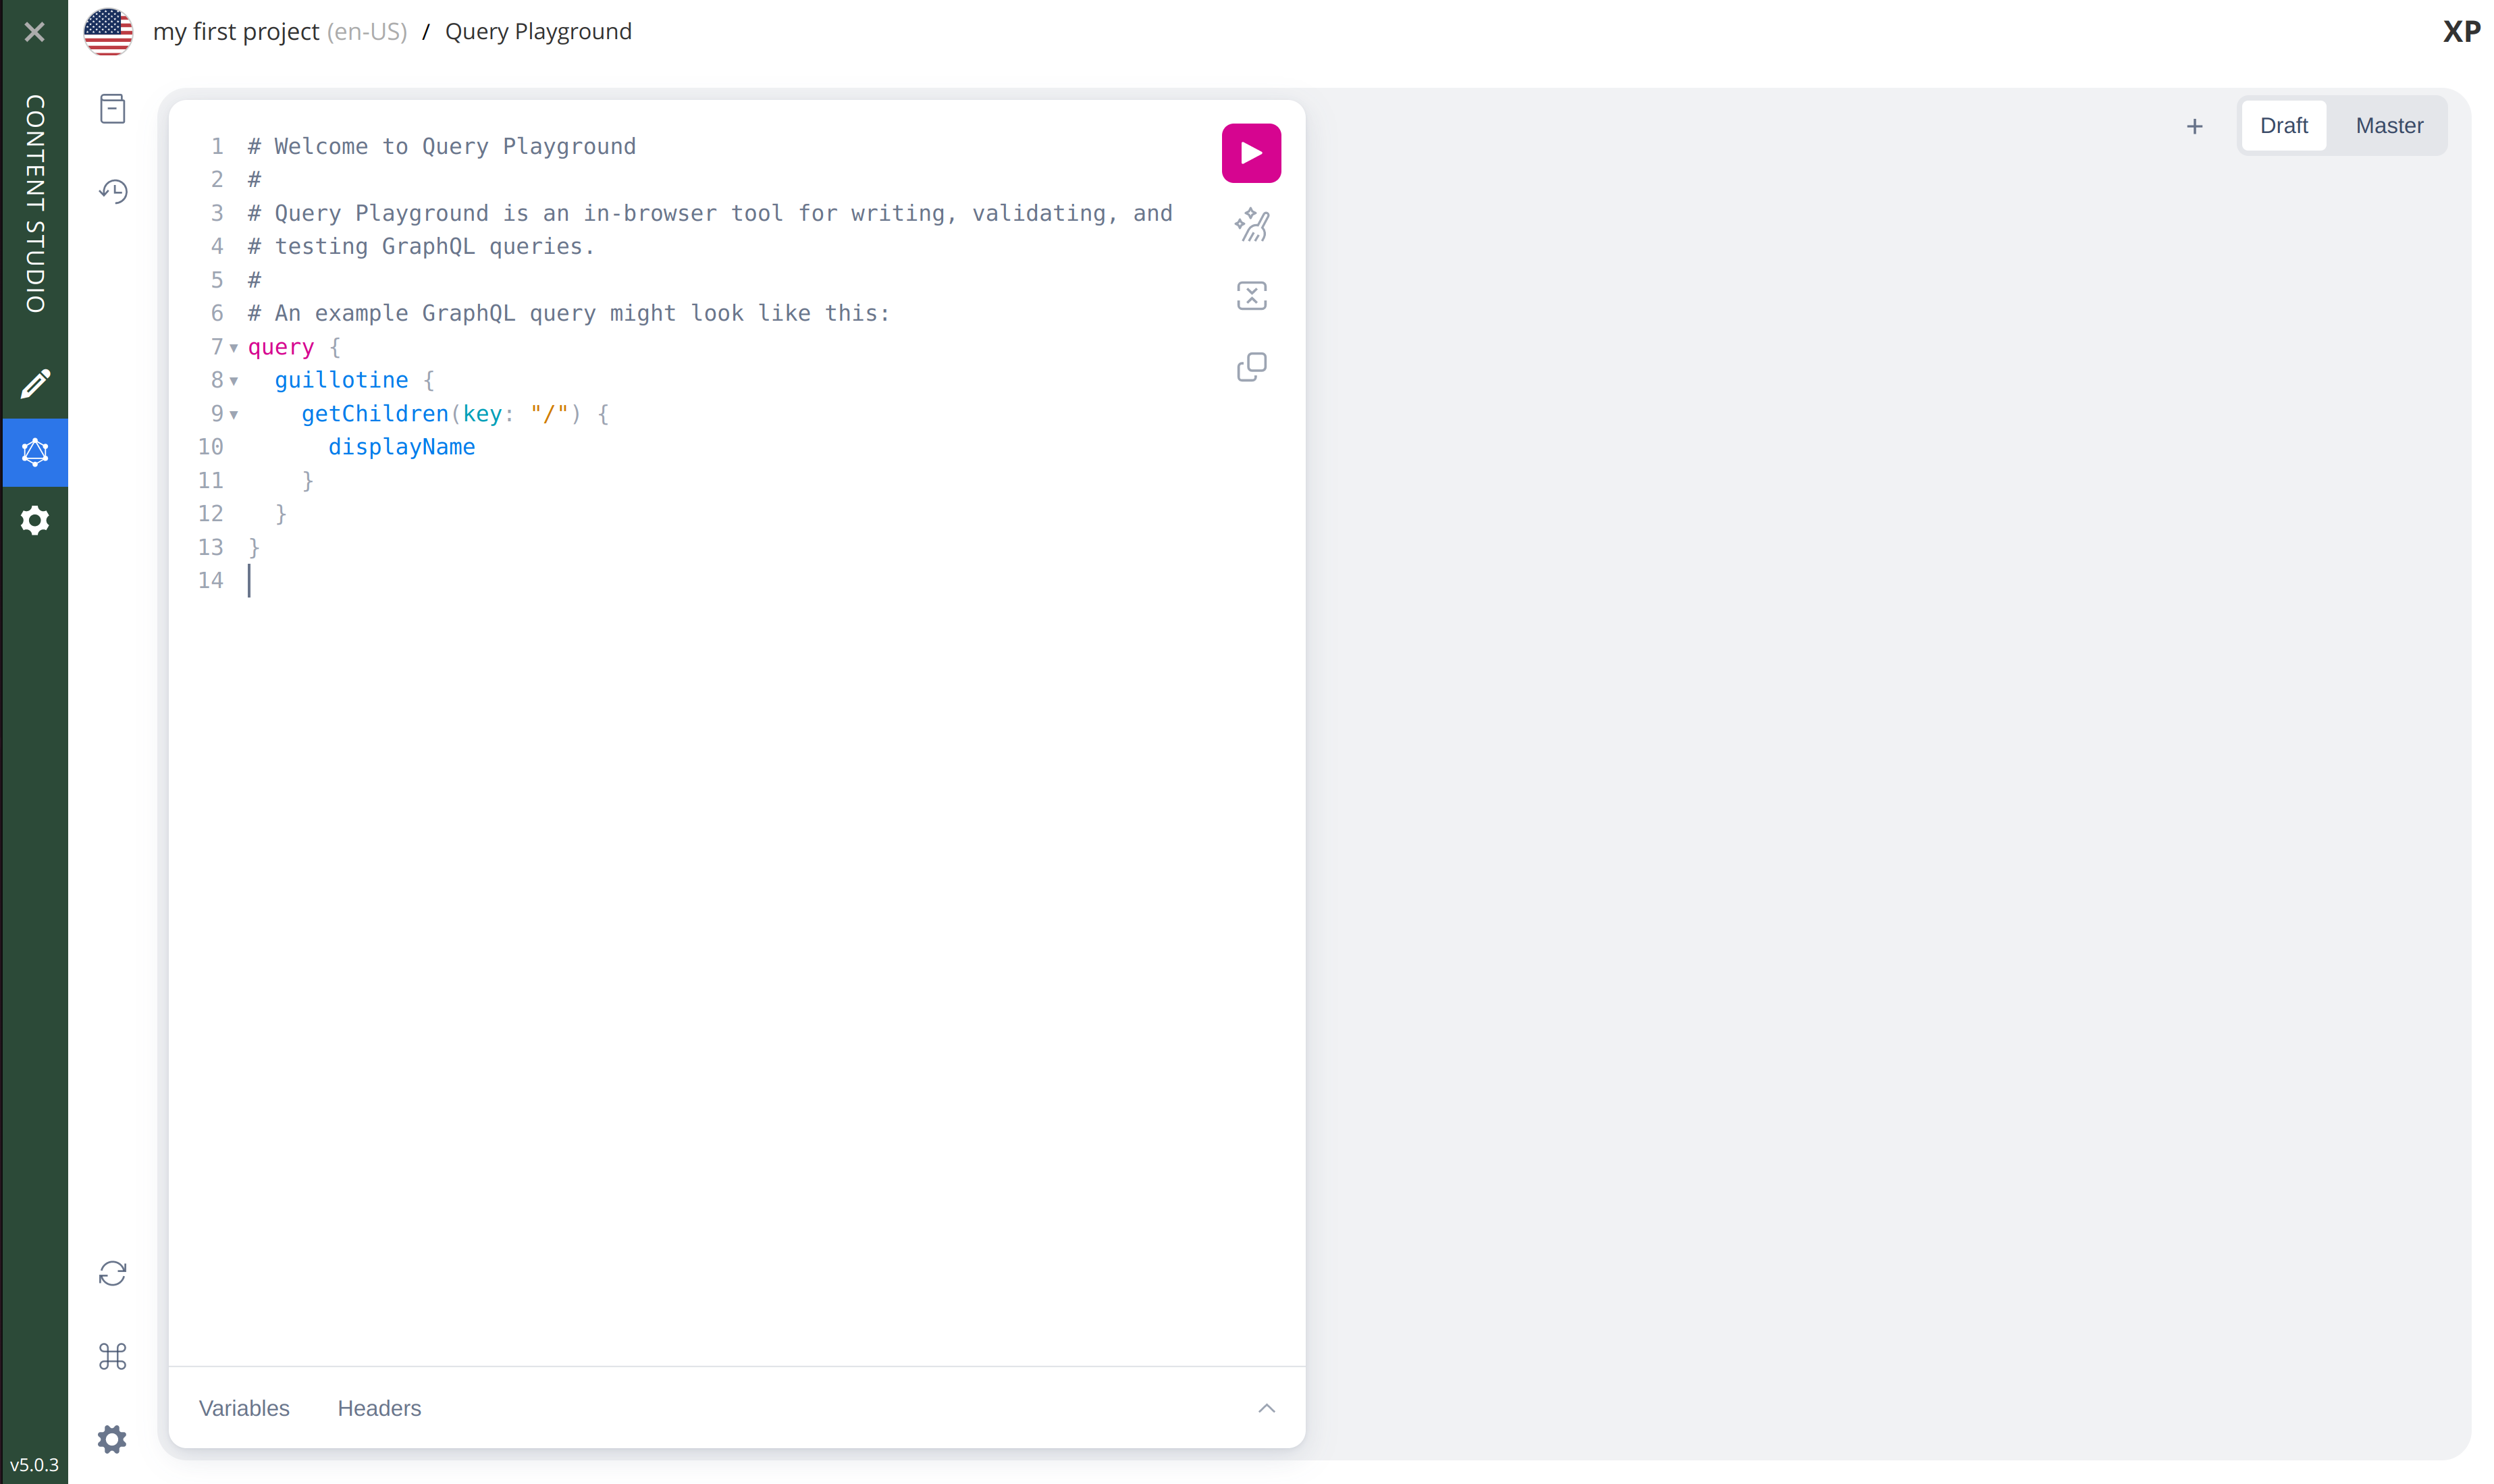 my first project (en-US) / Query Playground
XP
CONTENT STUDIO
Draft
Master
1 # Welcome to Query Playground
2 #
3 # Query Playground is an in-browser tool for writing, validating, and
4 # testing GraphQL queries.
5 #
6 # An example GraphQL query might look like this:
7 query {
8   guillotine {
9     getChildren(key: "/") {
10       displayName
11     }
12   }
13 }
14
Variables
Headers
v5.0.3